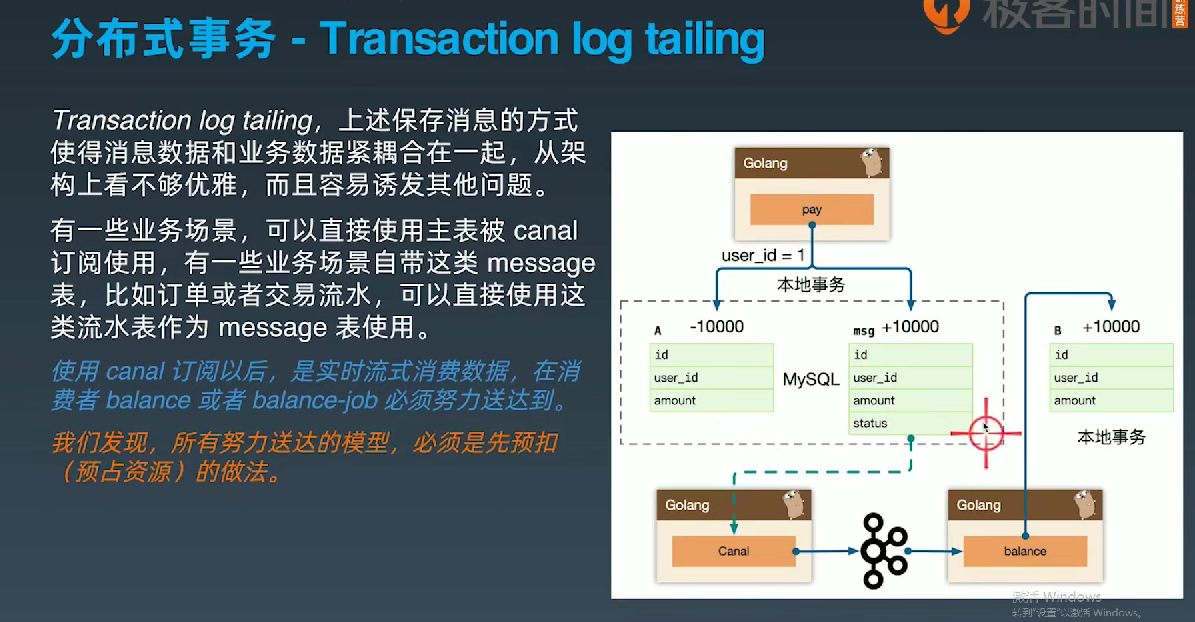 分布式事务 - Transaction log tailing
极客时间
Transaction log tailing，上述保存消息的方式
使得消息数据和业务数据紧耦合在一起，从架
构上看不够优雅，而且容易诱发其他问题。
有一些业务场景，可以直接使用主表被 canal
订阅使用，有一些业务场景自带这类 message
表，比如订单或者交易流水，可以直接使用这
类流水表作为 message 表使用。
使用 canal 订阅以后，是实时流式消费数据，在消
费者 balance 或者 balance-job 必须努力送达到。
我们发现，所有努力送达的模型，必须是先预扣
（预占资源）的做法。
Golang
pay
user_id = 1
本地事务
A -10000
id
user_id
amount
MySQL
msg +10000
id
user_id
amount
status
B +10000
id
user_id
amount
本地事务
Golang
Canal
Golang
balance
激活 Windows
转到"设置"以激活 Windows。